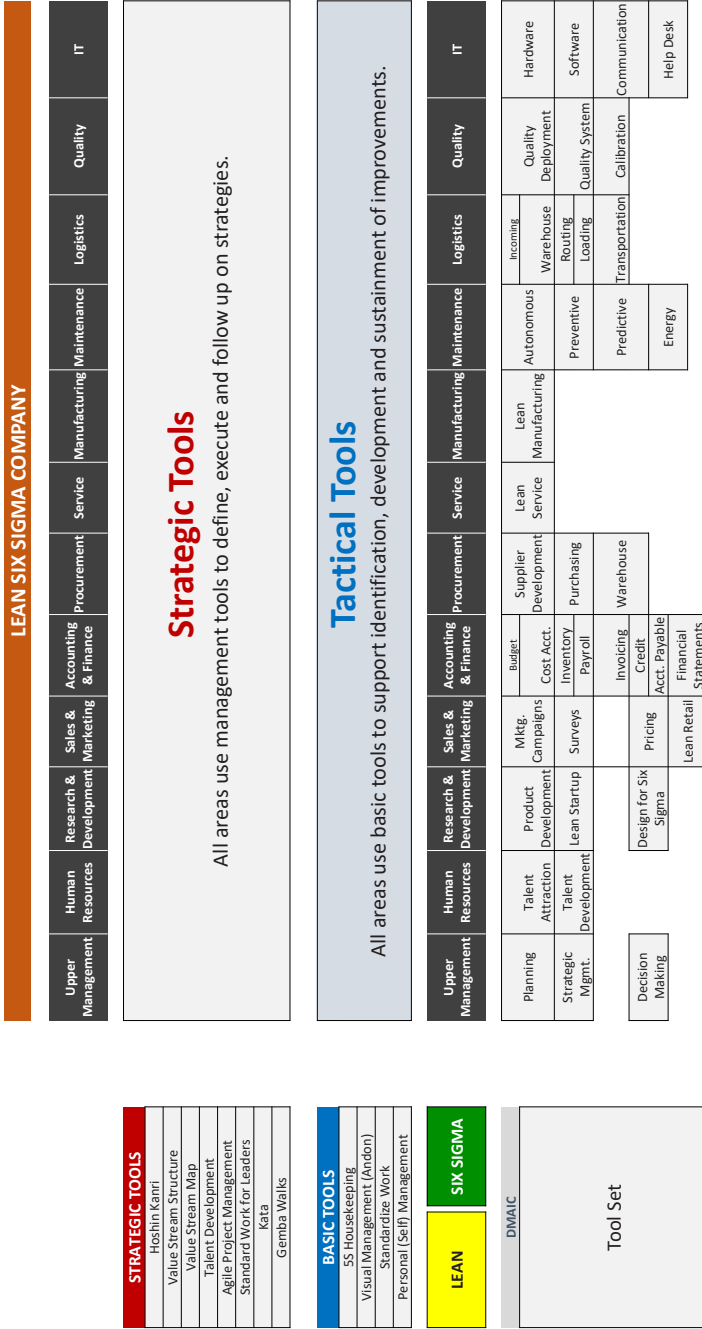 LEAN SIX SIGMA COMPANY
Upper
Management
Human
Resources
Research &
Development
Sales &
Marketing
Accounting
& Finance
Procurement
Service
Manufacturing
Maintenance
Logistics
Quality
IT
STRATEGIC TOOLS
Hoshin Kanri
Value Stream Structure
Value Stream Map
Talent Development
Agile Project Management
Standard Work for Leaders
Kata
Gemba Walks
Strategic Tools
All areas use management tools to define, execute and follow up on strategies.
BASIC TOOLS
5S Housekeeping
Visual Management (Andon)
Standardize Work
Personal (Self) Management
Tactical Tools
All areas use basic tools to support identification, development and sustainment of improvements.
LEAN
SIX SIGMA
Upper
Management
Human
Resources
Research &
Development
Sales &
Marketing
Accounting
& Finance
Procurement
Service
Manufacturing
Maintenance
Logistics
Quality
IT
DMAIC
Tool Set
Planning
Strategic
Mgmt.
Decision
Making
Talent
Attraction
Talent
Development
Product
Development
Lean Startup
Design for Six
Sigma
Mktg.
Campaigns
Surveys
Pricing
Lean Retail
Budget
Cost Acct.
Inventory
Payroll
Invoicing
Credit
Acct. Payable
Financial
Statements
Supplier
Development
Purchasing
Warehouse
Lean
Service
Lean
Manufacturing
Autonomous
Preventive
Predictive
Energy
Incoming
Warehouse
Routing
Loading
Transportation
Quality
Deployment
Quality System
Calibration
Hardware
Software
Communication
Help Desk